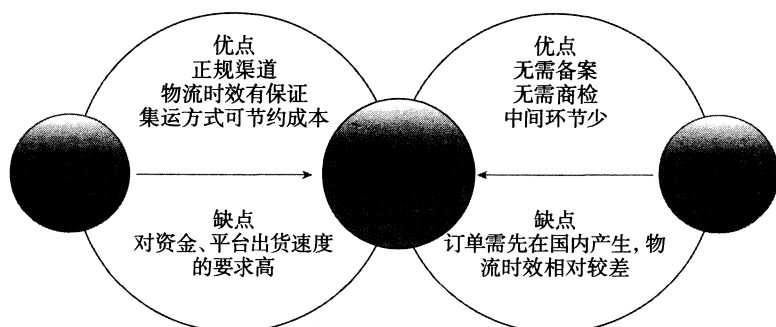 优点
正规渠道
物流时效有保证
集运方式可节约成本
缺点
对资金、平台出货速度
的要求高
优点
无需备案
无需商检
中间环节少
缺点
订单需先在国内产生,物
流时效相对较差